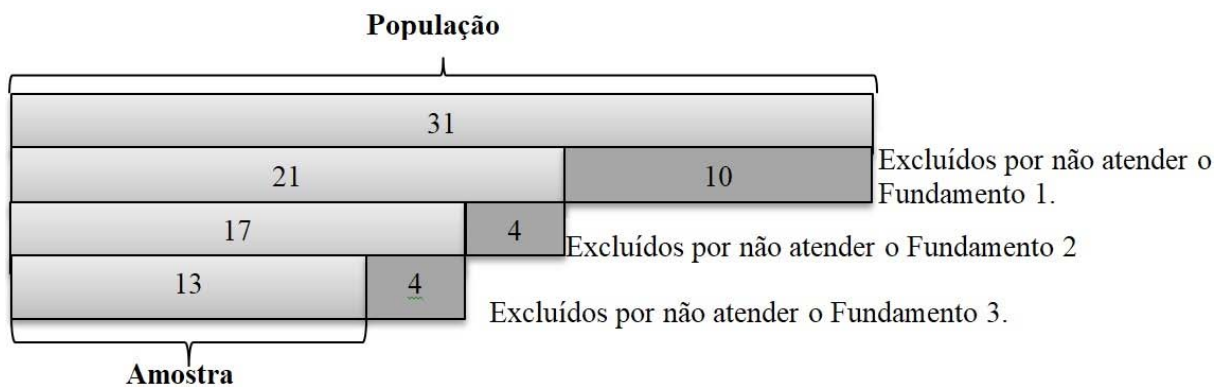 População
31
21
10
Excluídos por não atender o
Fundamento 1.
17
4
Excluídos por não atender o Fundamento 2
13
4
Excluídos por não atender o Fundamento 3.
Amostra